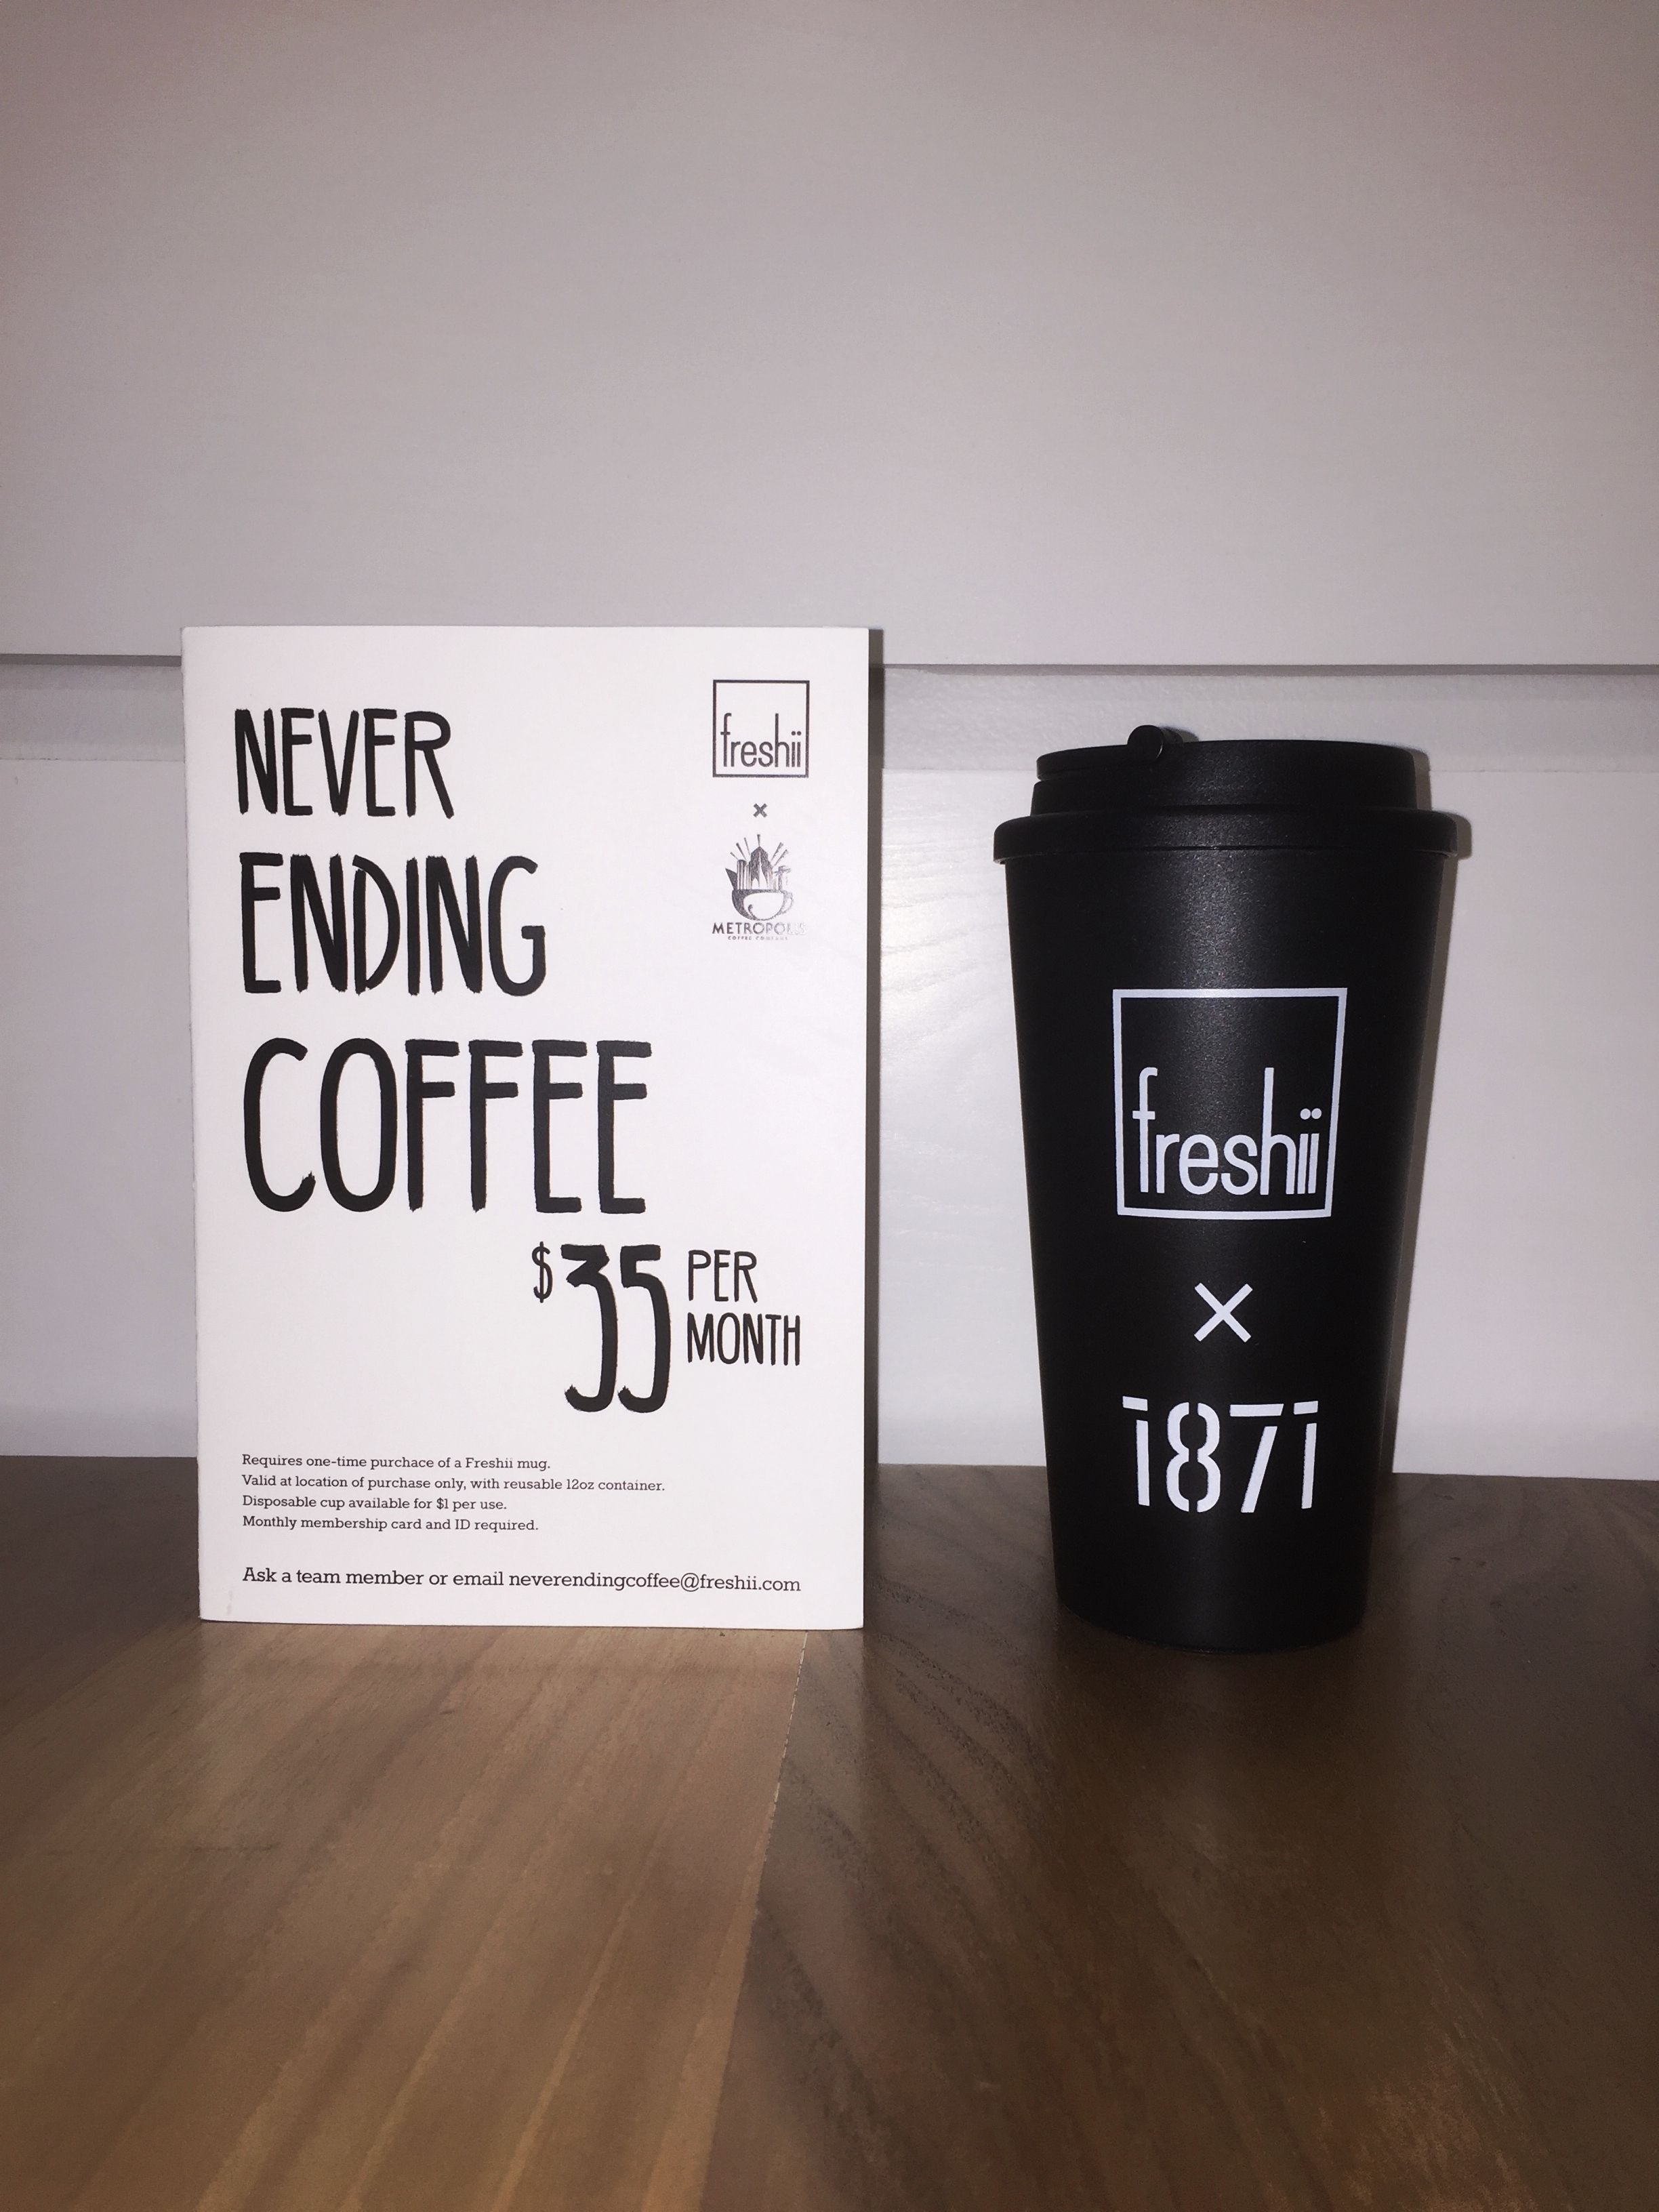 NEVER
ENDING
COFFEE
$35 PER
MONTH
freshii
×
METROPOLIS
COFFEE COMPANY
Requires one-time purchace of a Freshii mug.
Valid at location of purchase only, with reusable 12oz container.
Disposable cup available for $1 per use.
Monthly membership card and ID required.
Ask a team member or email neverendingcoffee@freshii.com
freshii
×
1871